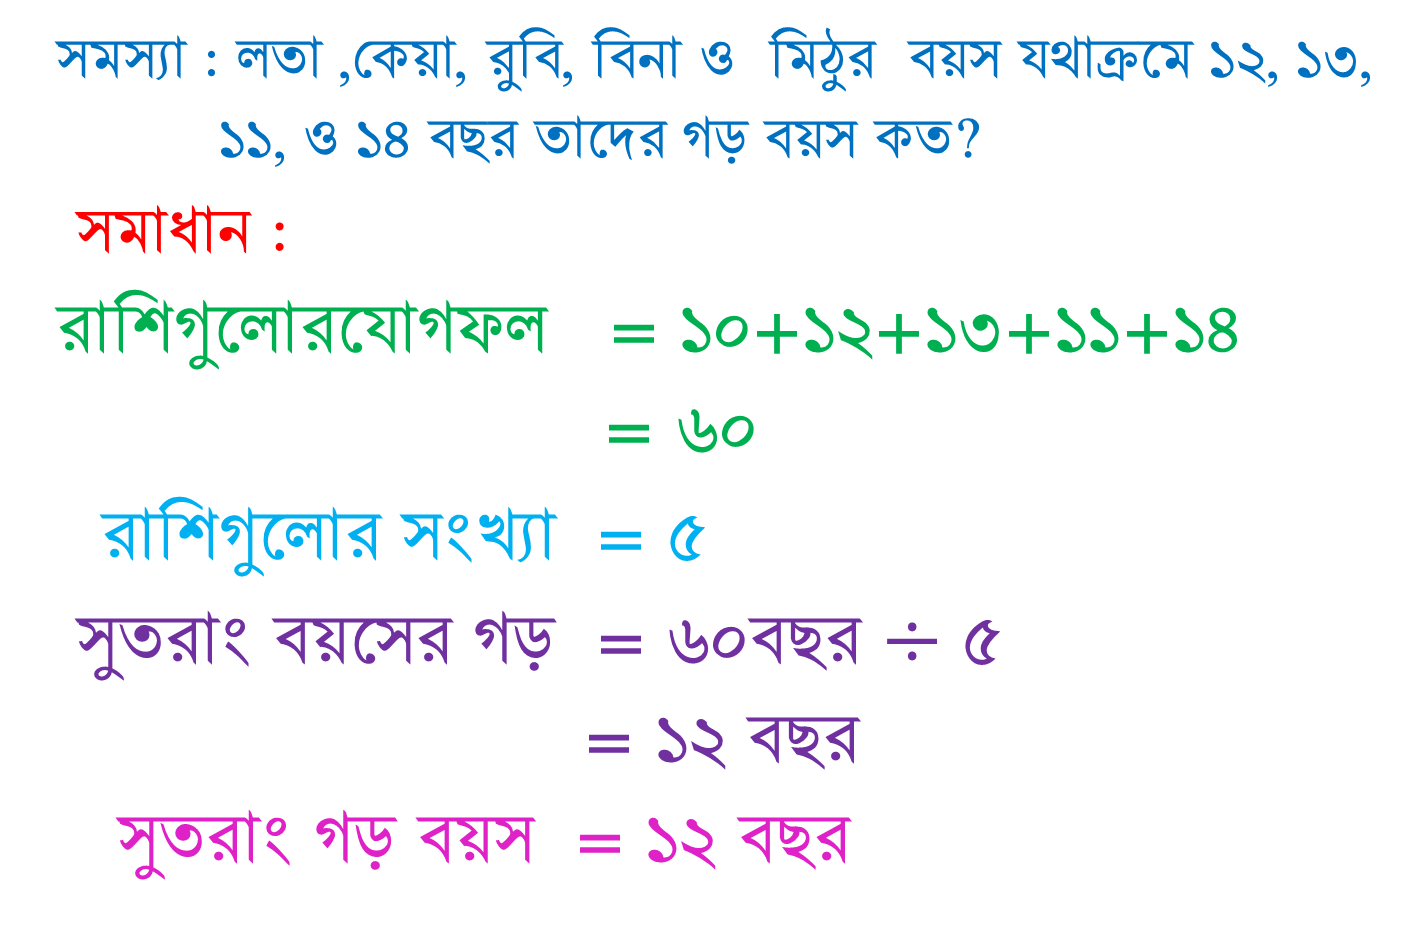 সমস্যা : লতা ,কেয়া, রুবি, বিনা ও মিঠুর বয়স যথাক্রমে ১২, ১৩,
১১, ও ১৪ বছর তাদের গড় বয়স কত?
সমাধান :
রাশিগুলোরযোগফল = ১০+১২+১৩+১১+১৪
= ৬০
রাশিগুলোর সংখ্যা = ৫
সুতরাং বয়সের গড় = ৬০বছর ÷ ৫
= ১২ বছর
সুতরাং গড় বয়স = ১২ বছর